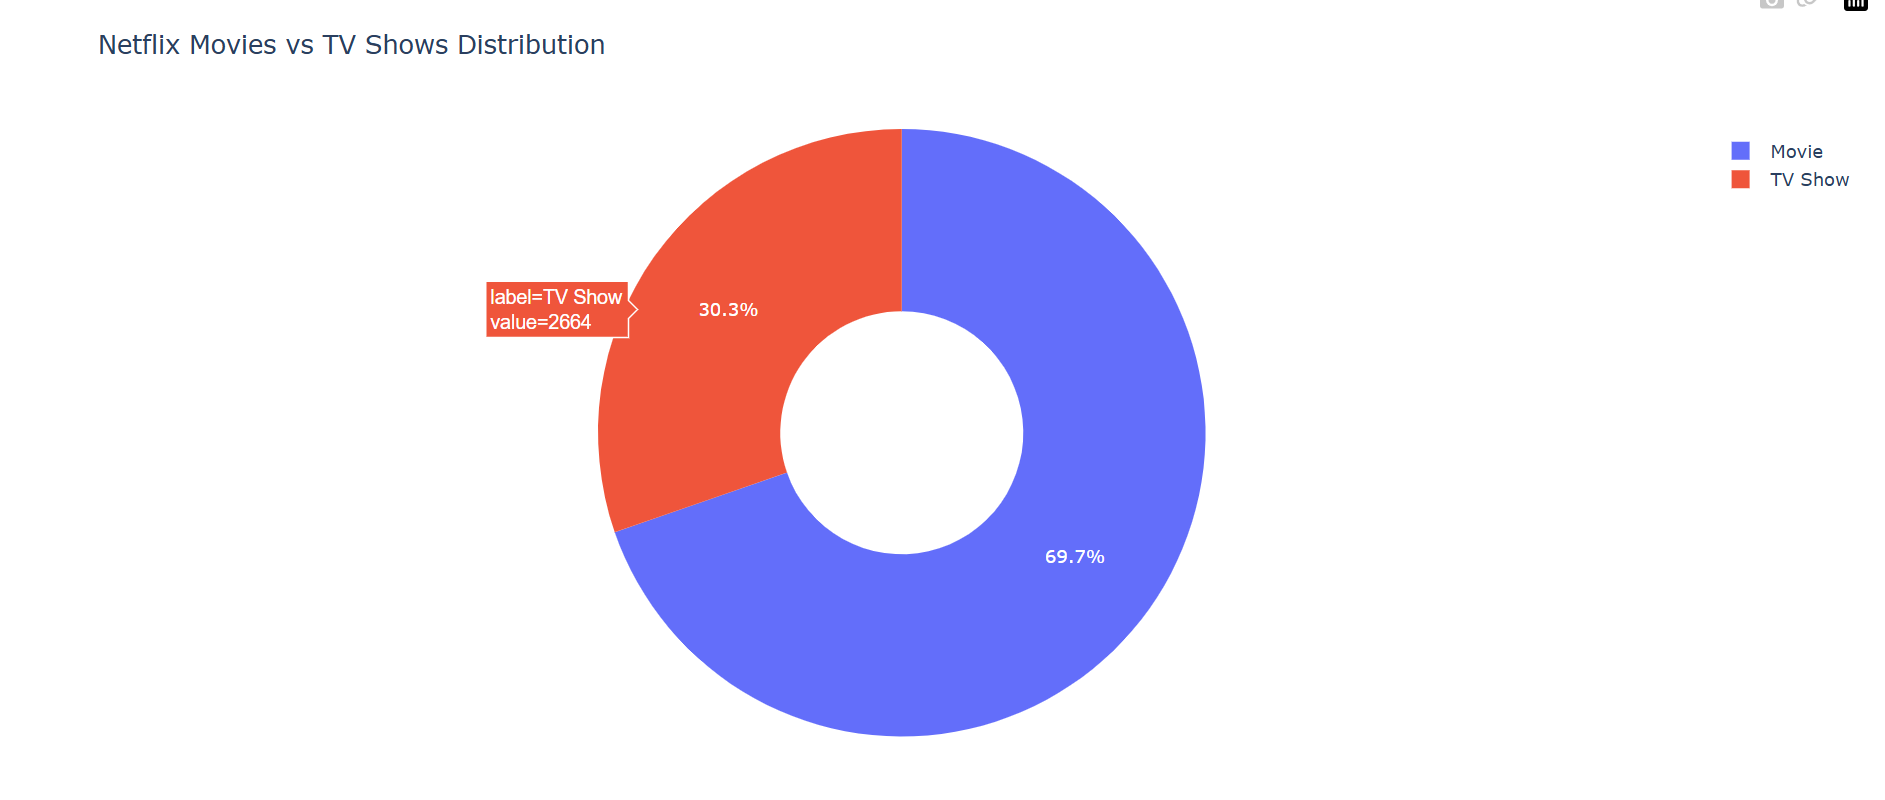 Netflix Movies vs TV Shows Distribution
Movie
TV Show
label=TV Show
value=2664
30.3%
69.7%